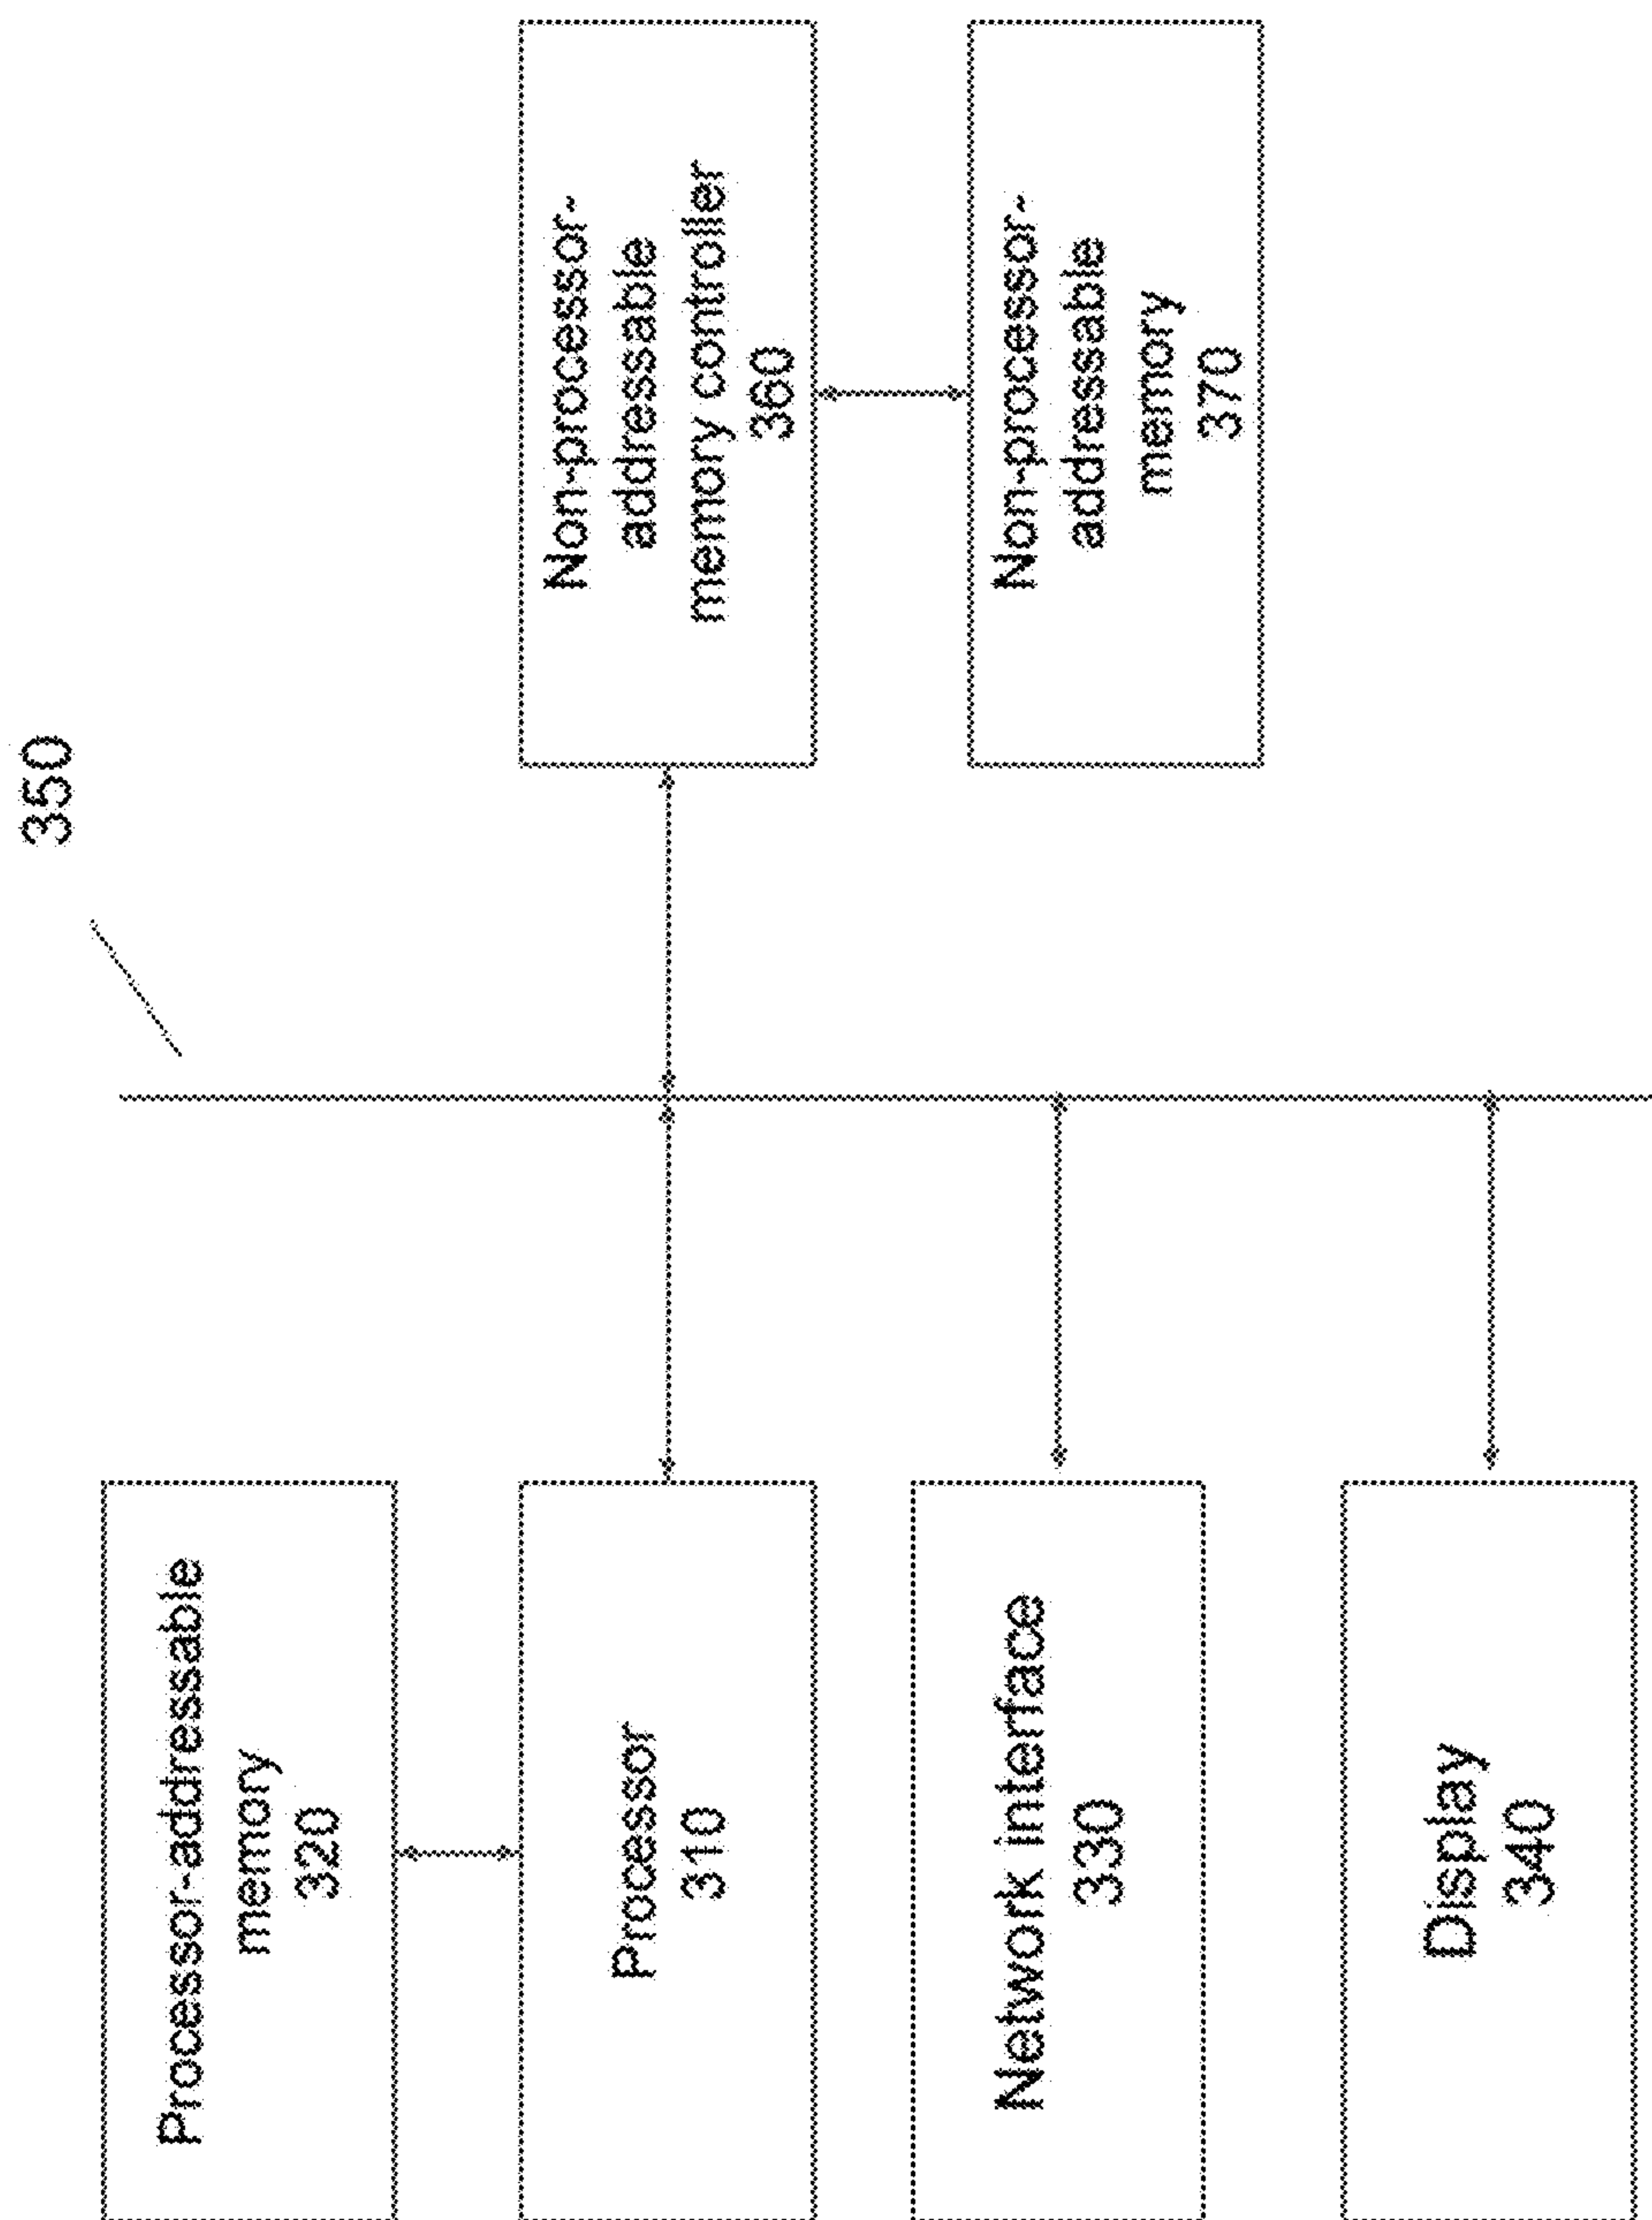 350
Processor-addressable
memory
320
Processor
310
Network interface
330
Display
340
Non-processor-
addressable
memory controller
360
Non-processor-
addressable
memory
370